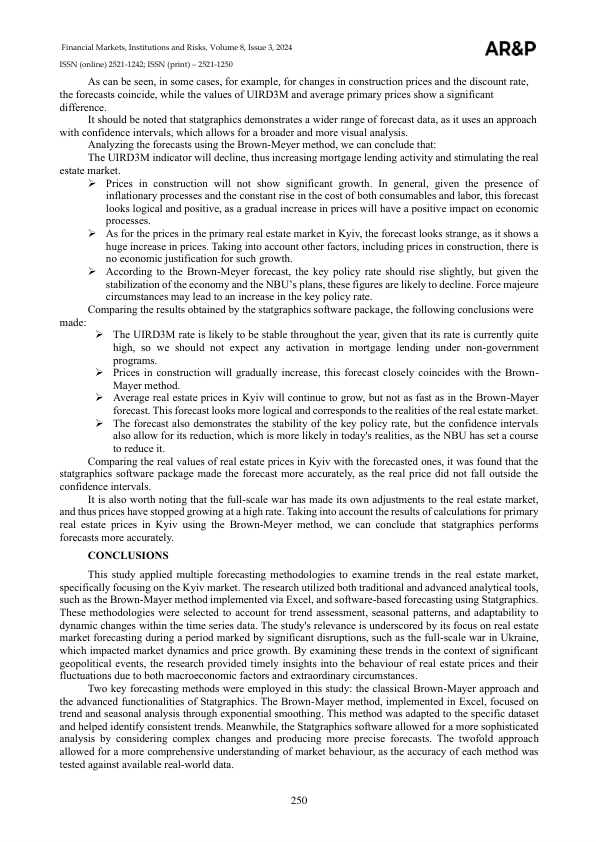 Financial Markets, Institutions and Risks, Volume 8, Issue 3, 2024
AR&P
ISSN (online) 2521-1242; ISSN (print) – 2521-1250
As can be seen, in some cases, for example, for changes in construction prices and the discount rate,
the forecasts coincide, while the values of UIRD3M and average primary prices show a significant
difference.
It should be noted that statgraphics demonstrates a wider range of forecast data, as it uses an approach
with confidence intervals, which allows for a broader and more visual analysis.
Analyzing the forecasts using the Brown-Meyer method, we can conclude that:
The UIRD3M indicator will decline, thus increasing mortgage lending activity and stimulating the real
estate market.
➢ Prices in construction will not show significant growth. In general, given the presence of
inflationary processes and the constant rise in the cost of both consumables and labor, this forecast
looks logical and positive, as a gradual increase in prices will have a positive impact on economic
processes.
➢ As for the prices in the primary real estate market in Kyiv, the forecast looks strange, as it shows a
huge increase in prices. Taking into account other factors, including prices in construction, there is
no economic justification for such growth.
➢ According to the Brown-Meyer forecast, the key policy rate should rise slightly, but given the
stabilization of the economy and the NBU's plans, these figures are likely to decline. Force majeure
circumstances may lead to an increase in the key policy rate.
Comparing the results obtained by the statgraphics software package, the following conclusions were
made:
➢ The UIRD3M rate is likely to be stable throughout the year, given that its rate is currently quite
high, so we should not expect any activation in mortgage lending under non-government
programs.
➢ Prices in construction will gradually increase, this forecast closely coincides with the Brown-
Mayer method.
➢ Average real estate prices in Kyiv will continue to grow, but not as fast as in the Brown-Mayer
forecast. This forecast looks more logical and corresponds to the realities of the real estate market.
➢ The forecast also demonstrates the stability of the key policy rate, but the confidence intervals
also allow for its reduction, which is more likely in today's realities, as the NBU has set a course
to reduce it.
Comparing the real values of real estate prices in Kyiv with the forecasted ones, it was found that the
statgraphics software package made the forecast more accurately, as the real price did not fall outside the
confidence intervals.
It is also worth noting that the full-scale war has made its own adjustments to the real estate market,
and thus prices have stopped growing at a high rate. Taking into account the results of calculations for primary
real estate prices in Kyiv using the Brown-Meyer method, we can conclude that statgraphics performs
forecasts more accurately.
CONCLUSIONS
This study applied multiple forecasting methodologies to examine trends in the real estate market,
specifically focusing on the Kyiv market. The research utilized both traditional and advanced analytical tools,
such as the Brown-Mayer method implemented via Excel, and software-based forecasting using Statgraphics.
These methodologies were selected to account for trend assessment, seasonal patterns, and adaptability to
dynamic changes within the time series data. The study's relevance is underscored by its focus on real estate
market forecasting during a period marked by significant disruptions, such as the full-scale war in Ukraine,
which impacted market dynamics and price growth. By examining these trends in the context of significant
geopolitical events, the research provided timely insights into the behaviour of real estate prices and their
fluctuations due to both macroeconomic factors and extraordinary circumstances.
Two key forecasting methods were employed in this study: the classical Brown-Mayer approach and
the advanced functionalities of Statgraphics. The Brown-Mayer method, implemented in Excel, focused on
trend and seasonal analysis through exponential smoothing. This method was adapted to the specific dataset
and helped identify consistent trends. Meanwhile, the Statgraphics software allowed for a more sophisticated
analysis by considering complex changes and producing more precise forecasts. The twofold approach
allowed for a more comprehensive understanding of market behaviour, as the accuracy of each method was
tested against available real-world data.
250